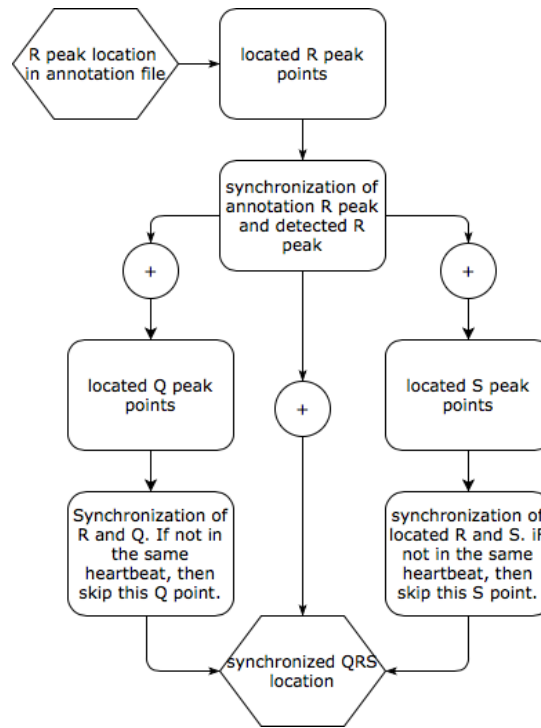 R peak location
in annotation file
located R peak
points
synchronization of
annotation R peak
and detected R
peak
+
+
located Q peak
points
located S peak
points
+
Synchronization of
R and Q. If not in
the same
heartbeat, then
skip this Q point.
synchronization of
located R and S. if
not in the same
heartbeat, then
skip this S point.
synchronized QRS
location